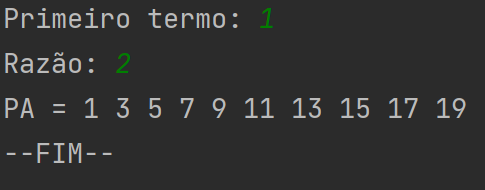 Primeiro termo: 1
Razão: 2
PA = 1 3 5 7 9 11 13 15 17 19
--FIM--